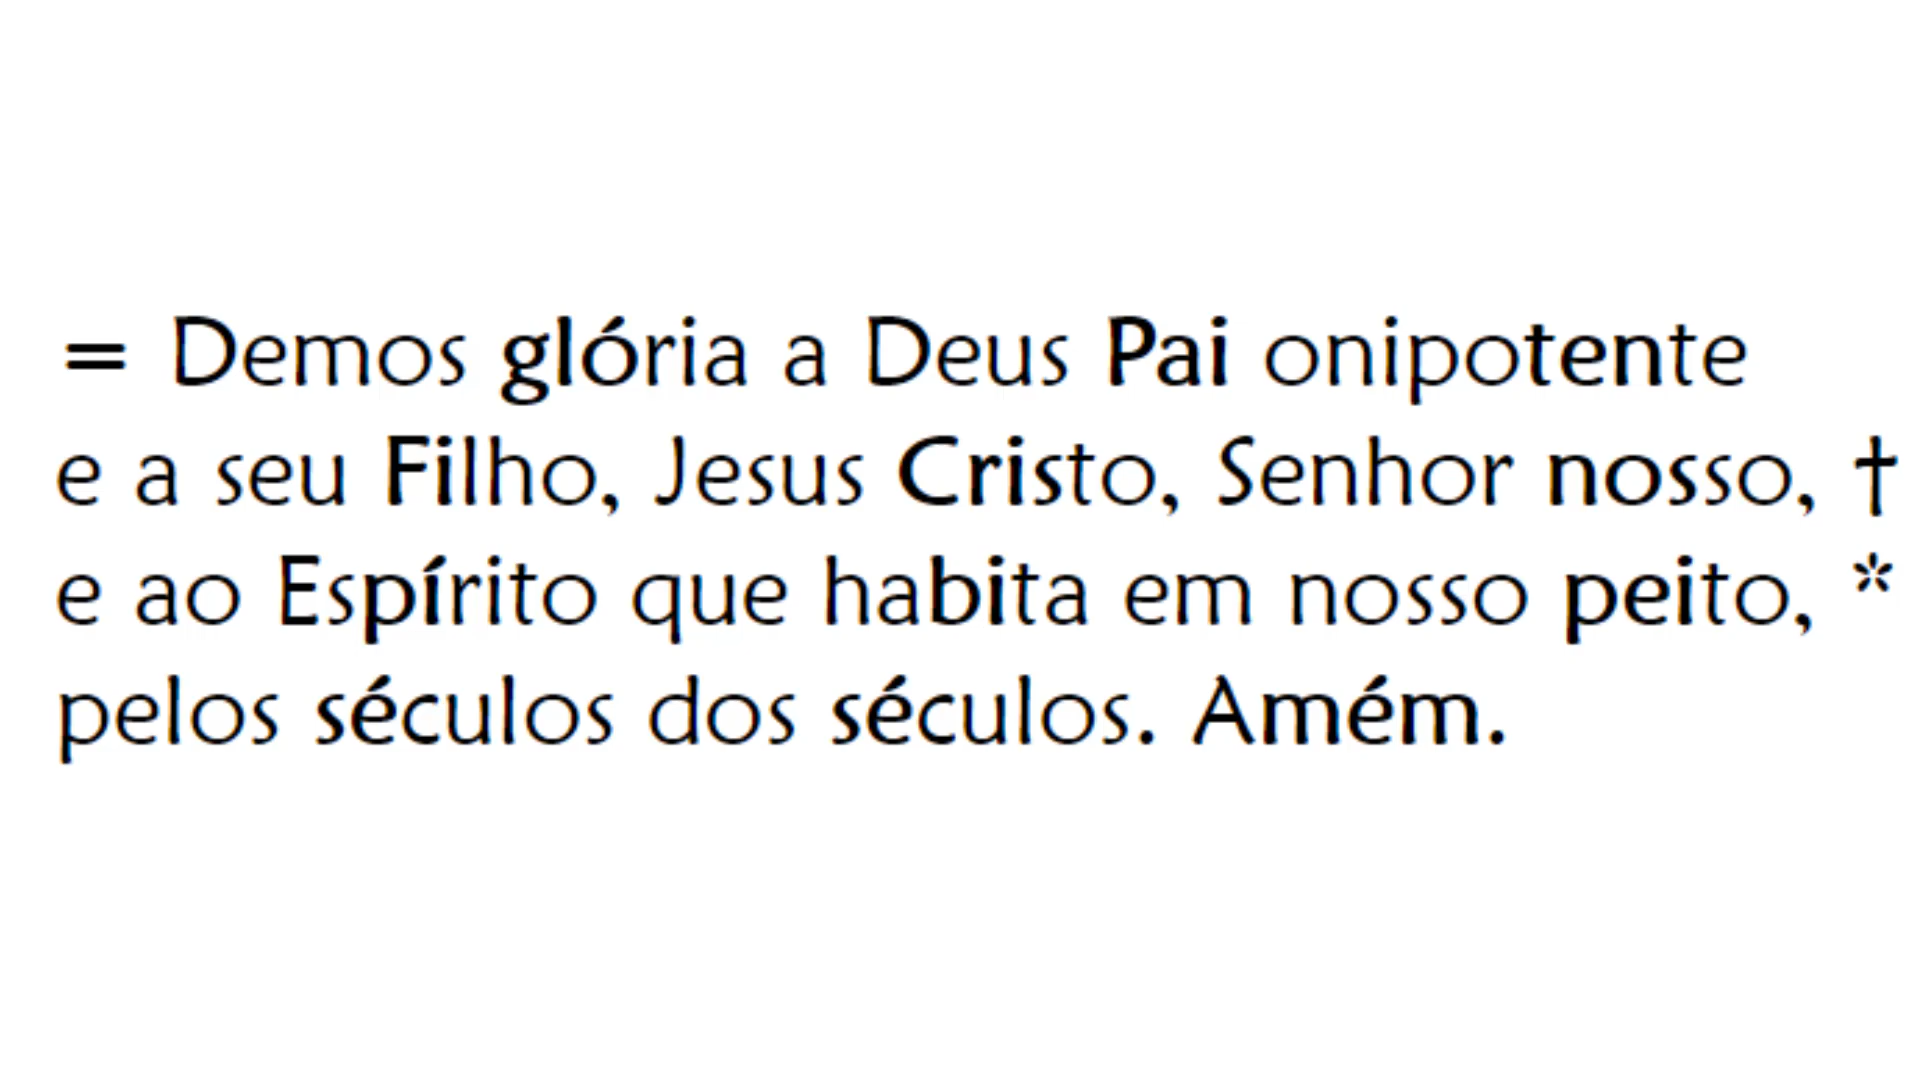 = Demos glória a Deus Pai onipotente
e a seu Filho, Jesus Cristo, Senhor nosso, †
e ao Espírito que habita em nosso peito, *
pelos séculos dos séculos. Amém.